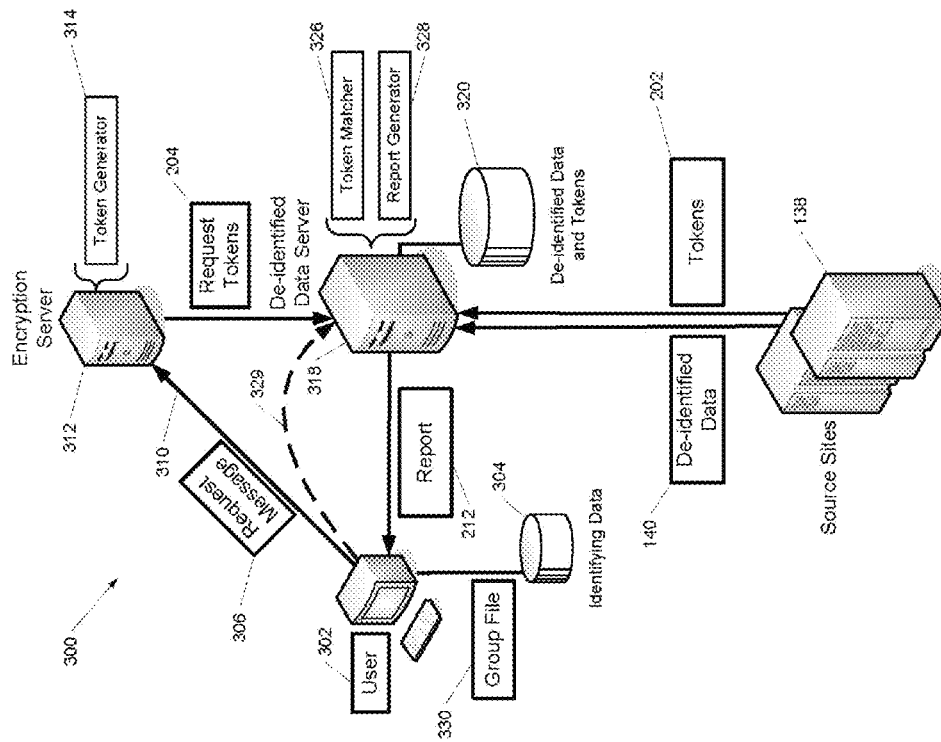 300
Encryption
Server
312
314
Token Generator
310
Request
Message
306
204
Request
Tokens
329
De-identified
Data Server
318
326
Token Matcher
Report Generator
328
302
User
Report
212
320
De-identified Data
and Tokens
330
Group File
304
Identifying Data
140
De-identified
Data
Tokens
202
138
Source Sites